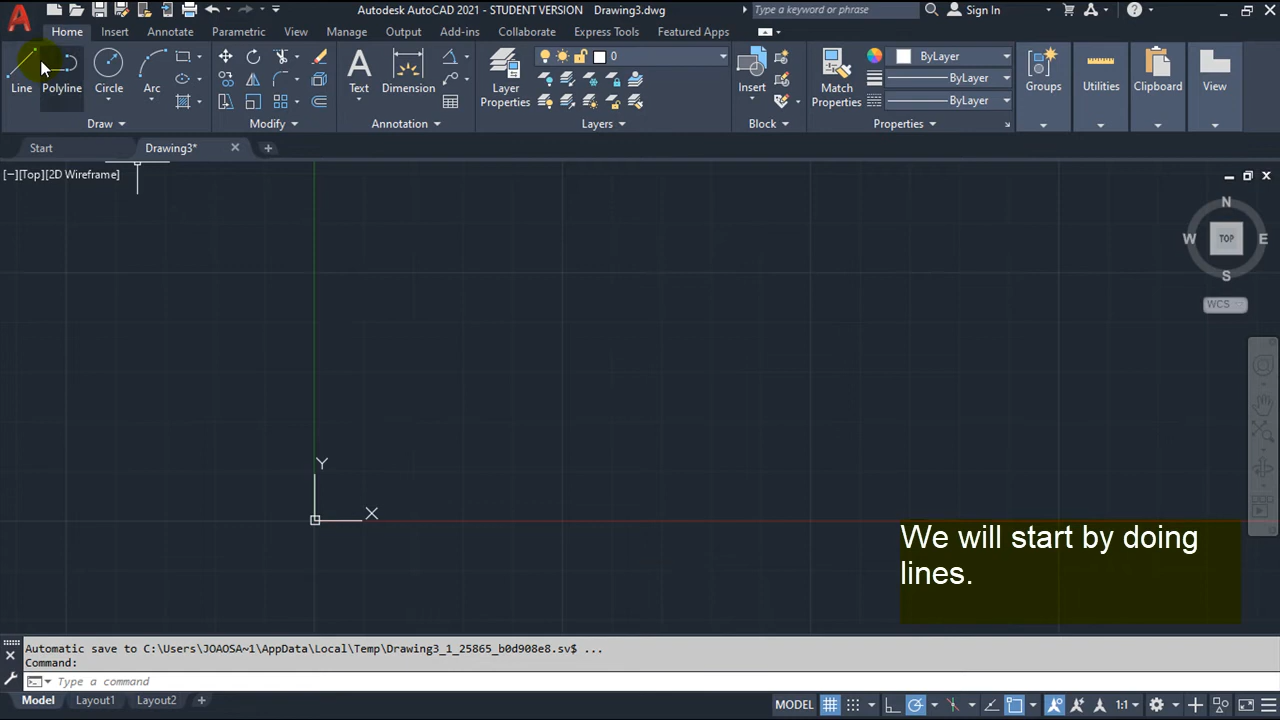 Autodesk AutoCAD 2021 - STUDENT VERSION Drawing3.dwg
Type a keyword or phrase
Sign In
Home Insert Annotate Parametric View Manage Output Add-ins Collaborate Express Tools Featured Apps
Line Polyline Circle Arc
Draw
Modify
Text Dimension
Annotation
0
Layer Properties
Layers
Insert
Block
Match Properties
ByLayer
ByLayer
ByLayer
Properties
Groups
Utilities
Clipboard
View
Start
Drawing3*
[−][Top][2D Wireframe]
N
W TOP E
S
WCS
Y
X
We will start by doing
lines.
Automatic save to C:\Users\JOAOSA~1\AppData\Local\Temp\Drawing3_1_25865_b0d908e8.sv$ ...
Command:
Type a command
Model Layout1 Layout2
MODEL
1:1